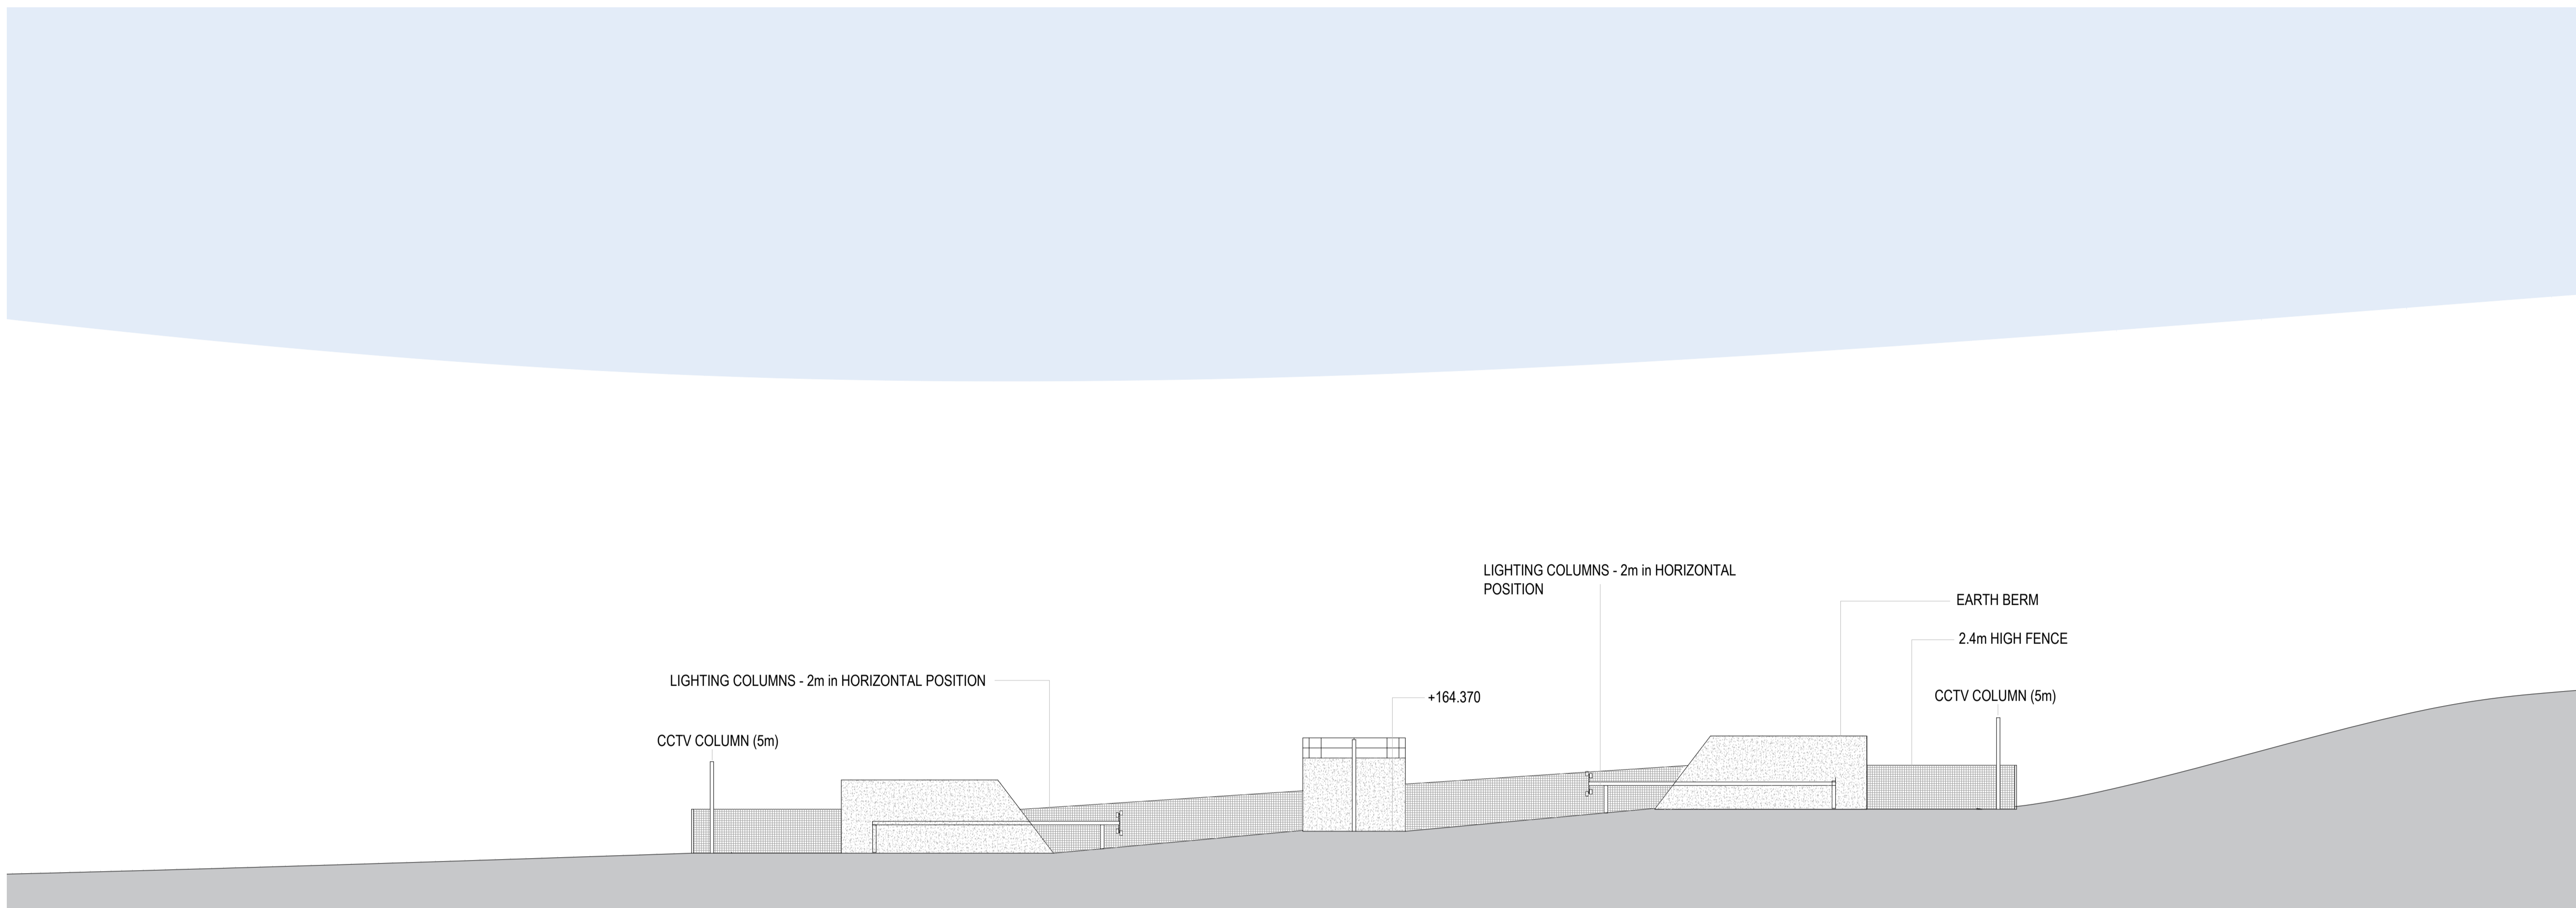 LIGHTING COLUMNS - 2m in HORIZONTAL
POSITION
EARTH BERM
2.4m HIGH FENCE
LIGHTING COLUMNS - 2m in HORIZONTAL POSITION
+164.370
CCTV COLUMN (5m)
CCTV COLUMN (5m)